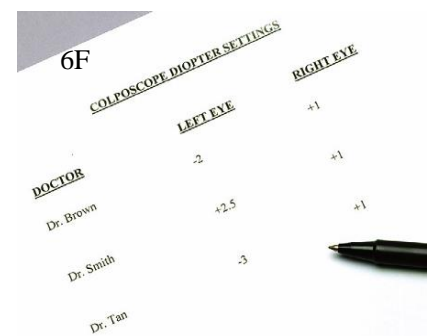 6F
COLPOSCOPE DIOPTER SETTINGS
DOCTOR LEFT EYE RIGHT EYE
Dr. Brown -2 +1
Dr. Smith +2.5 +1
Dr. Tan -3 +1